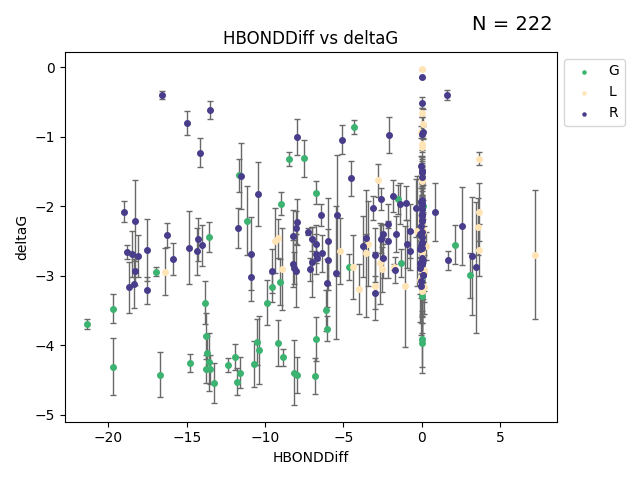 N = 222
HBONDDiff vs deltaG
G
L
R
deltaG
0
−1
−2
−3
−4
−5
−20 −15 −10 −5 0 5
HBONDDiff